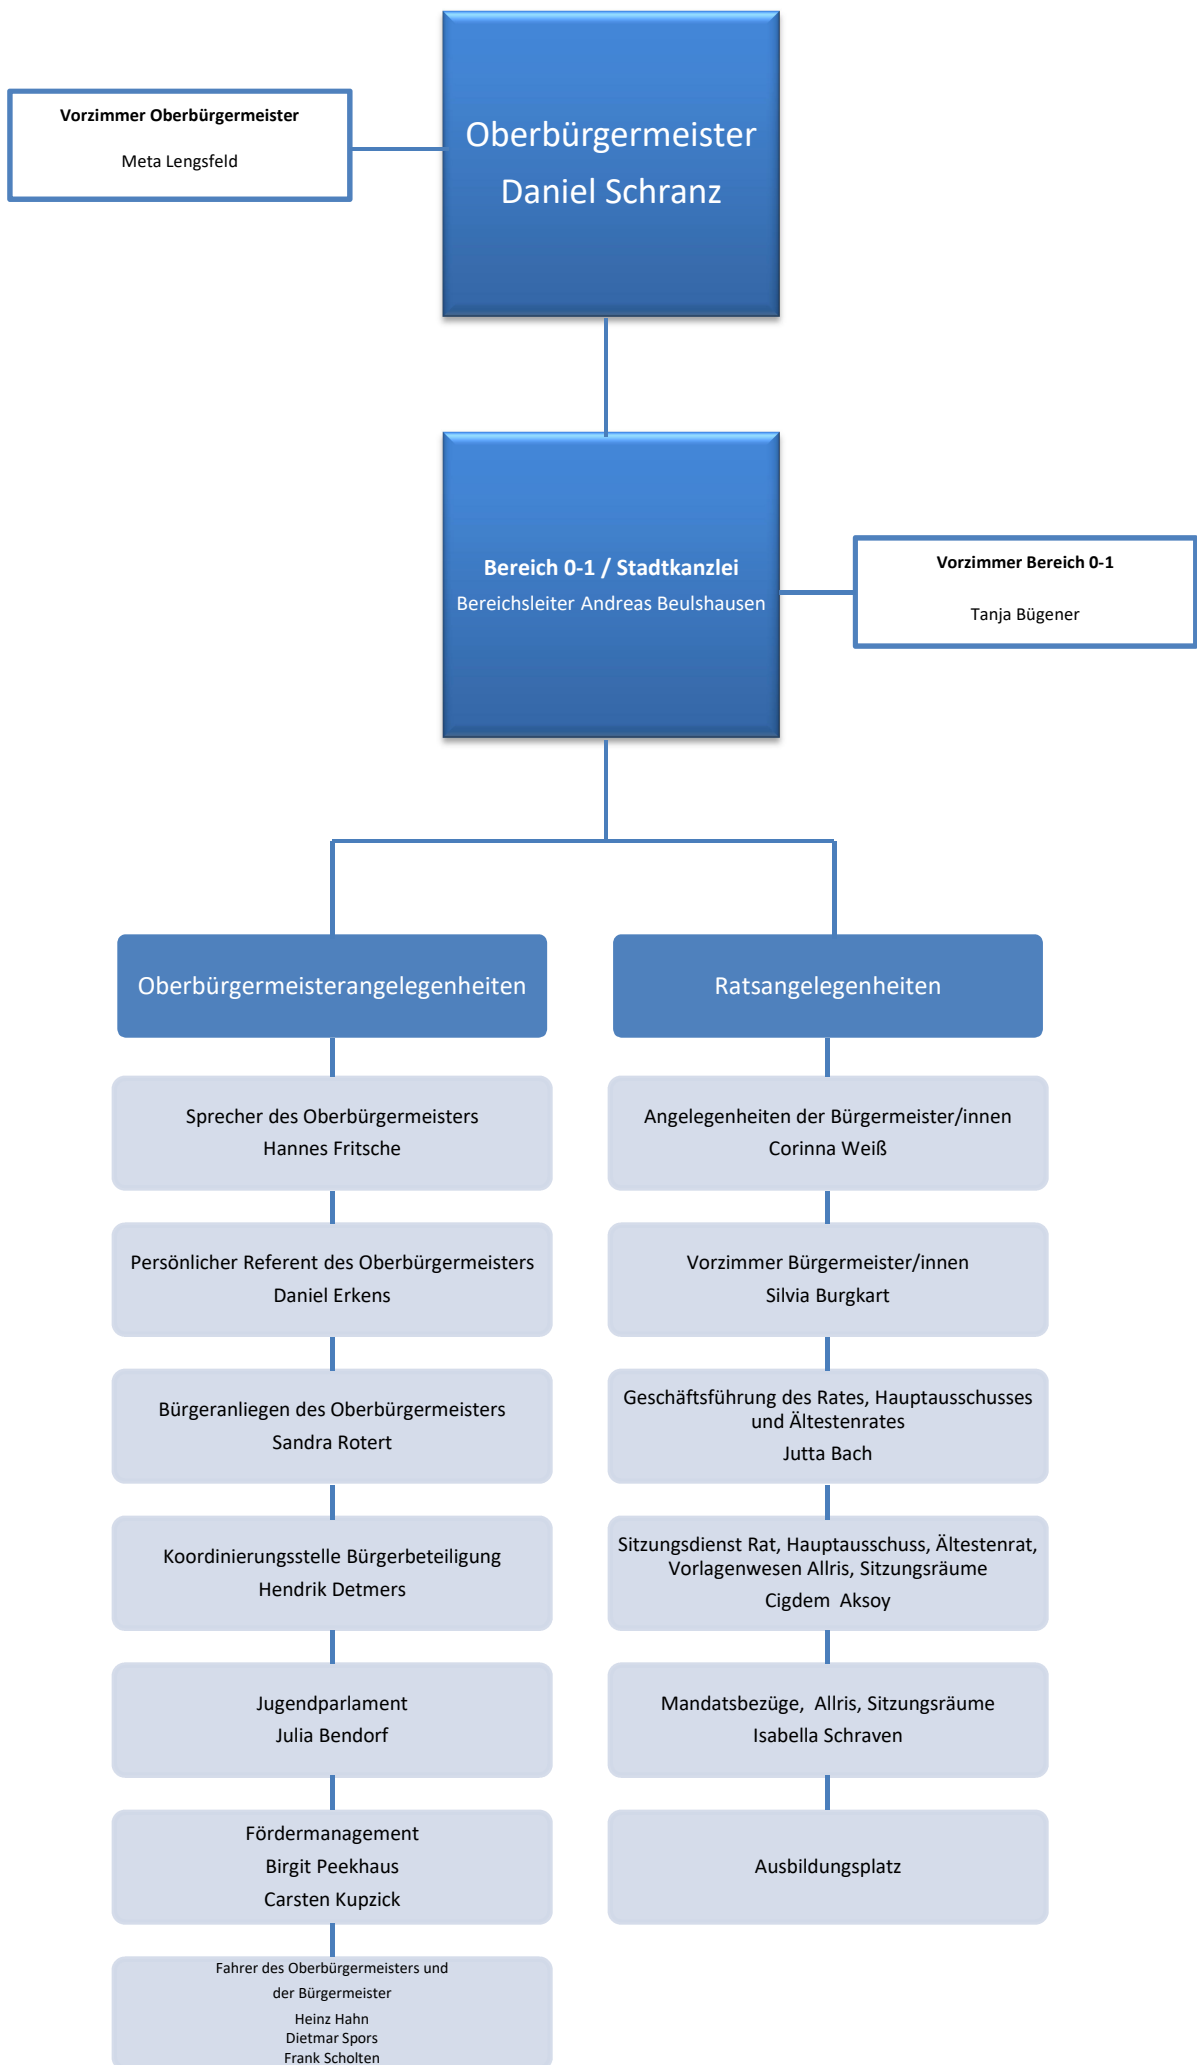 Vorzimmer Oberbürgermeister
Meta Lengsfeld
Oberbürgermeister
Daniel Schranz
Bereich 0-1 / Stadtkanzlei
Bereichsleiter Andreas Beulshausen
Vorzimmer Bereich 0-1
Tanja Bügener
Oberbürgermeisterangelegenheiten
Sprecher des Oberbürgermeisters
Hannes Fritsche
Persönlicher Referent des Oberbürgermeisters
Daniel Erkens
Bürgeranliegen des Oberbürgermeisters
Sandra Rotert
Koordinierungsstelle Bürgerbeteiligung
Hendrik Detmers
Jugendparlament
Julia Bendorf
Fördermanagement
Birgit Peekhaus
Carsten Kupzick
Fahrer des Oberbürgermeisters und
der Bürgermeister
Heinz Hahn
Dietmar Spors
Frank Scholten
Ratsangelegenheiten
Angelegenheiten der Bürgermeister/innen
Corinna Weiß
Vorzimmer Bürgermeister/innen
Silvia Burgkart
Geschäftsführung des Rates, Hauptausschusses
und Ältestenrates
Jutta Bach
Sitzungsdienst Rat, Hauptausschuss, Ältestenrat,
Vorlagenwesen Allris, Sitzungsräume
Cigdem Aksoy
Mandatsbezüge, Allris, Sitzungsräume
Isabella Schraven
Ausbildungsplatz